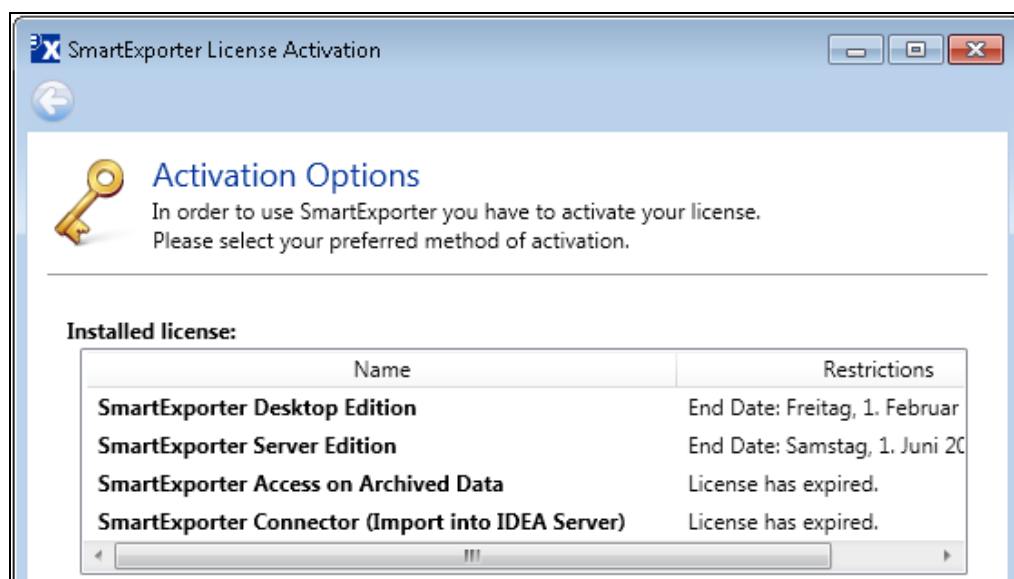 SmartExporter License Activation
Activation Options
In order to use SmartExporter you have to activate your license.
Please select your preferred method of activation.
Installed license:
Name Restrictions
SmartExporter Desktop Edition End Date: Freitag, 1. Februar
SmartExporter Server Edition End Date: Samstag, 1. Juni
SmartExporter Access on Archived Data License has expired.
SmartExporter Connector (Import into IDEA Server) License has expired.